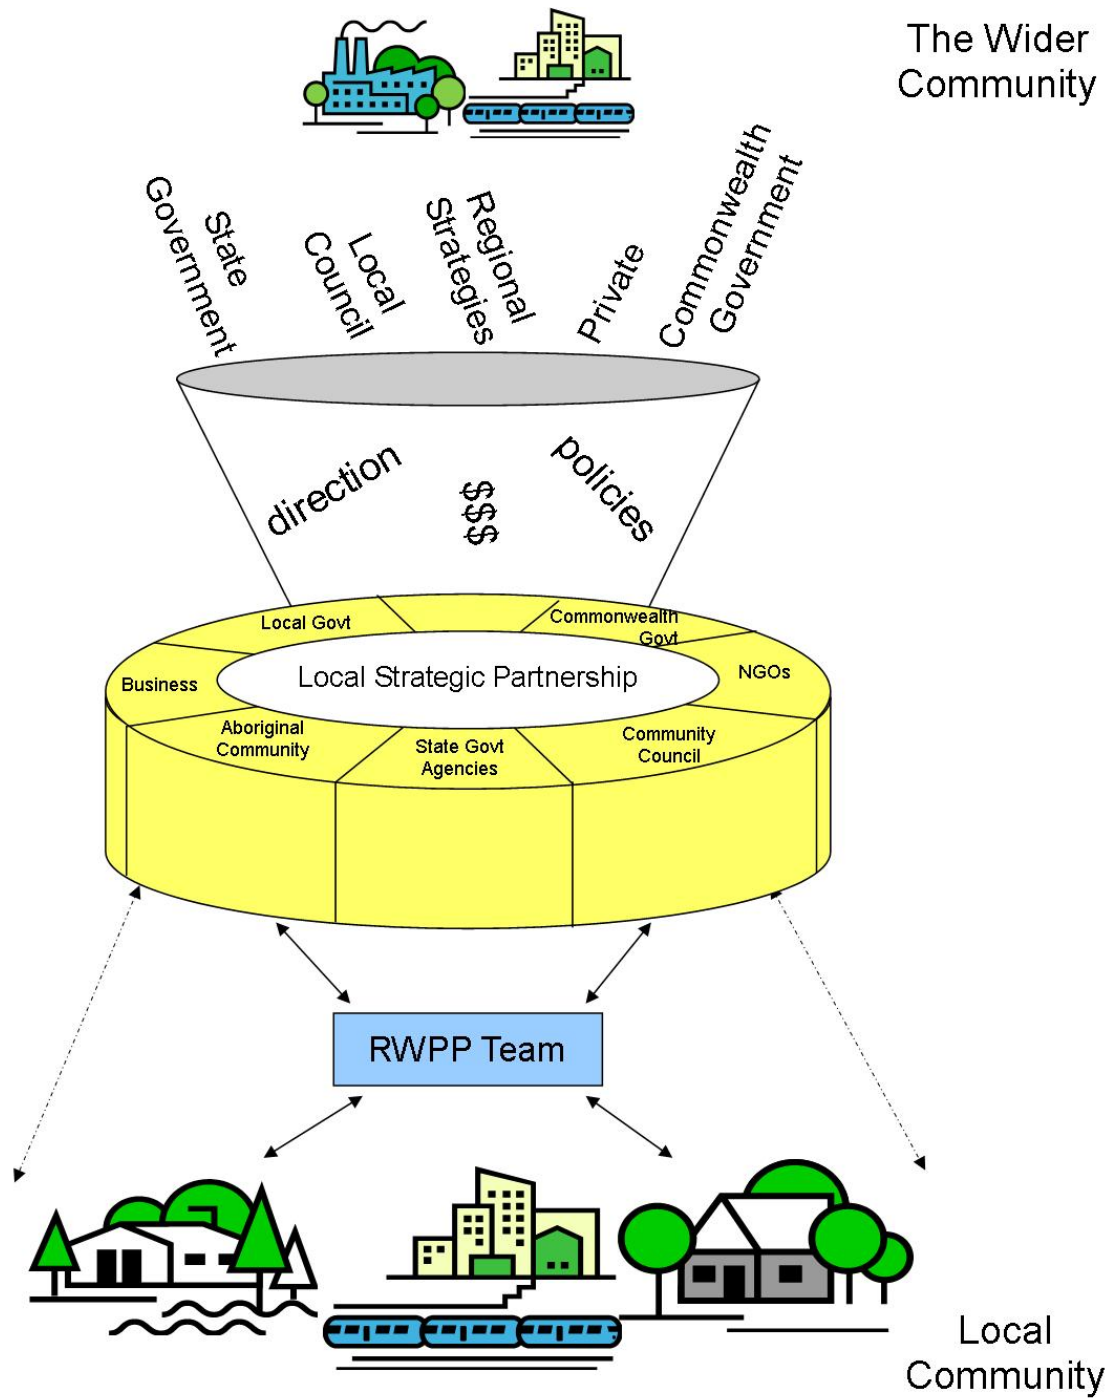 The Wider
Community
State
Government
Local
Council
Regional
Strategies
Private
Commonwealth
Government
direction
$$$
policies
Local Govt
Commonwealth
Govt
Business
Local Strategic Partnership
NGOs
Aboriginal
Community
State Govt
Agencies
Community
Council
RWPP Team
Local
Community